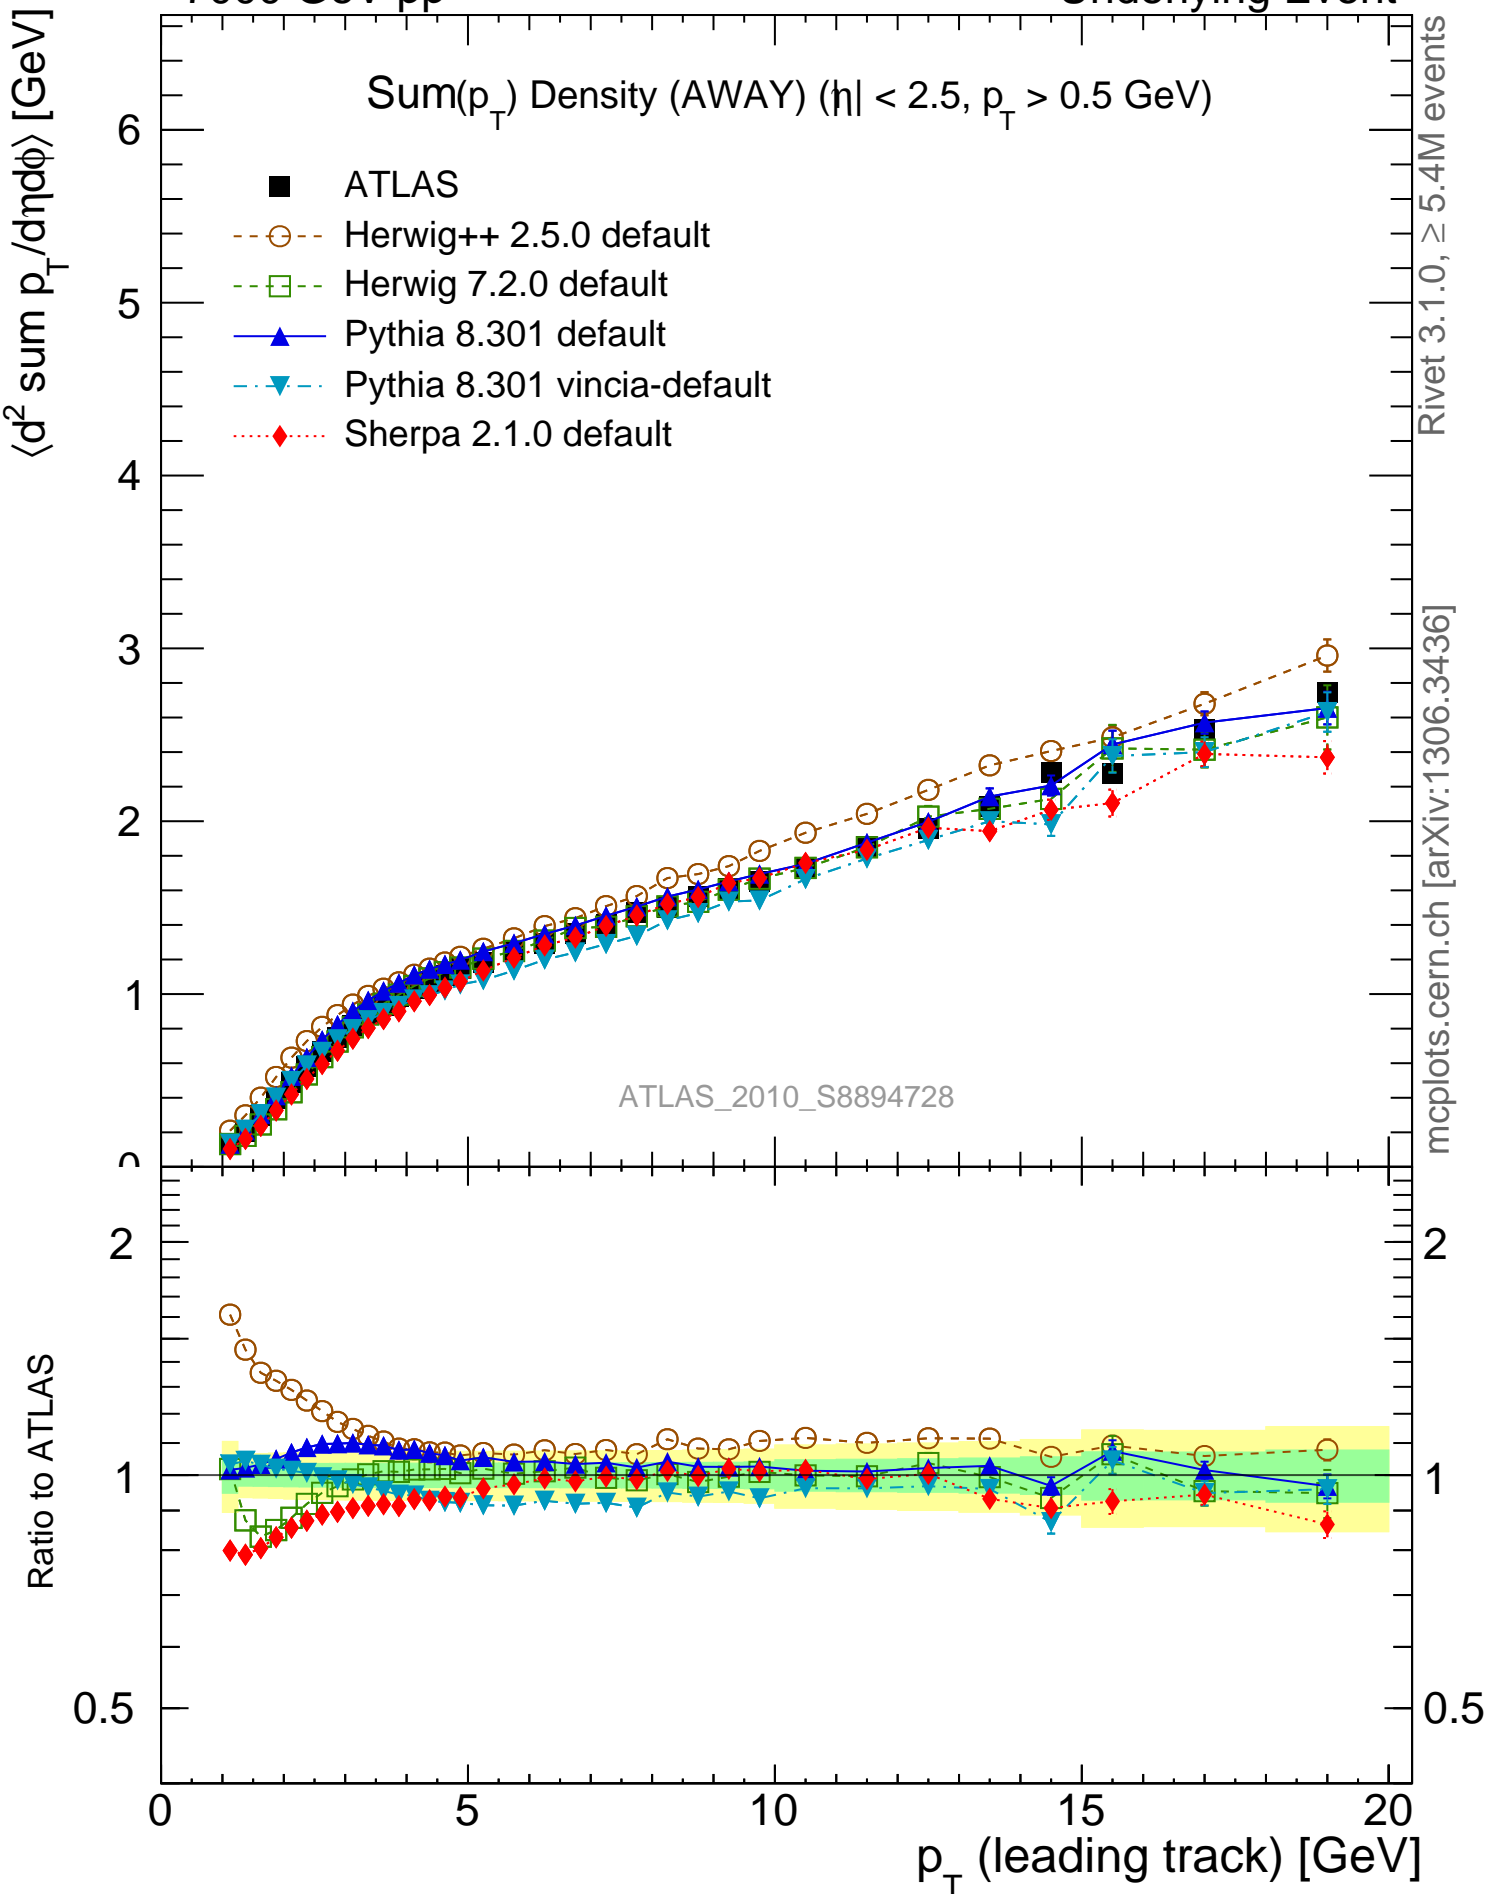 Sum(p_T) Density (AWAY) (η| < 2.5, p_T > 0.5 GeV)
⟨d² sum p_T/dηdϕ⟩ [GeV]
ATLAS
Herwig++ 2.5.0 default
Herwig 7.2.0 default
Pythia 8.301 default
Pythia 8.301 vincia-default
Sherpa 2.1.0 default
6
5
4
3
2
1
ATLAS_2010_S8894728
Rivet 3.1.0, ≥ 5.4M events
mcplots.cern.ch [arXiv:1306.3436]
Ratio to ATLAS
2
1
0.5
2
1
0.5
0 5 10 15 20
p_T (leading track) [GeV]